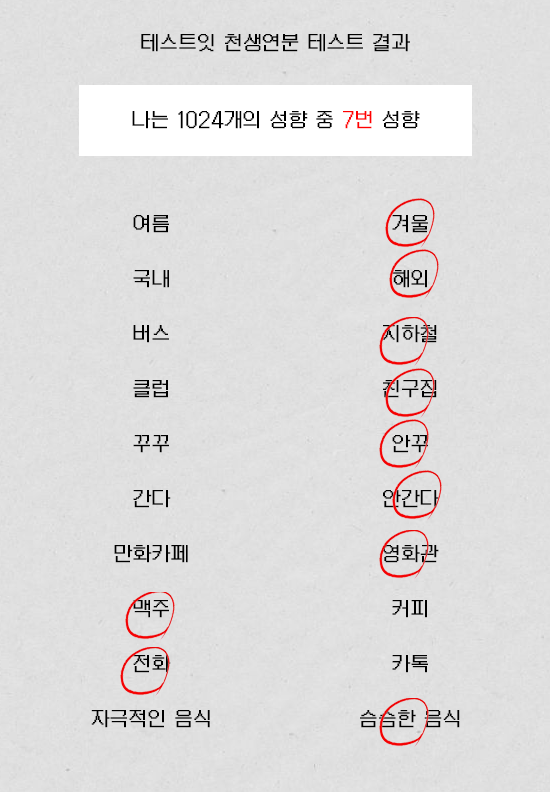 테스트잇 천생연분 테스트 결과
나는 1024개의 성향 중 7번 성향
여름 겨울
국내 해외
버스 지하철
클럽 친구집
꾸꾸 안꾸
간다 안간다
만화카페 영화관
맥주 커피
전화 카톡
자극적인 음식 슴슴한 음식